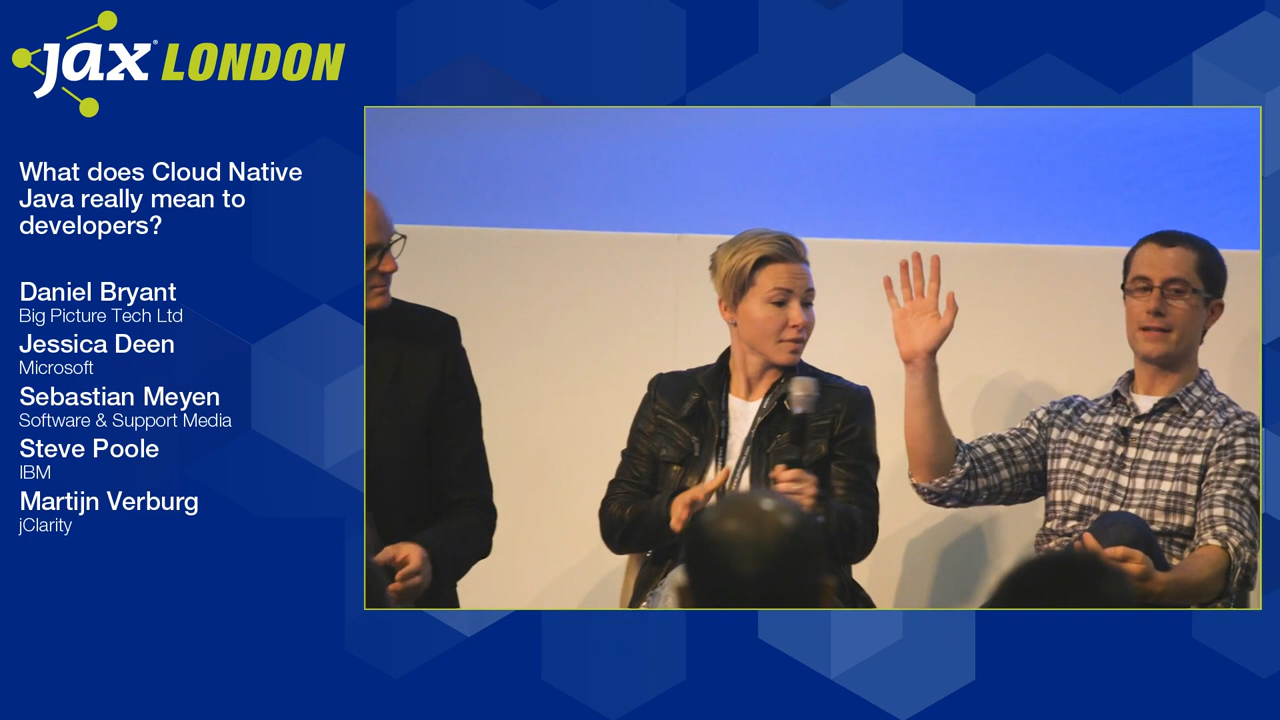 jax® LONDON
What does Cloud Native
Java really mean to
developers?
Daniel Bryant
Big Picture Tech Ltd
Jessica Deen
Microsoft
Sebastian Meyen
Software & Support Media
Steve Poole
IBM
Martijn Verburg
jClarity